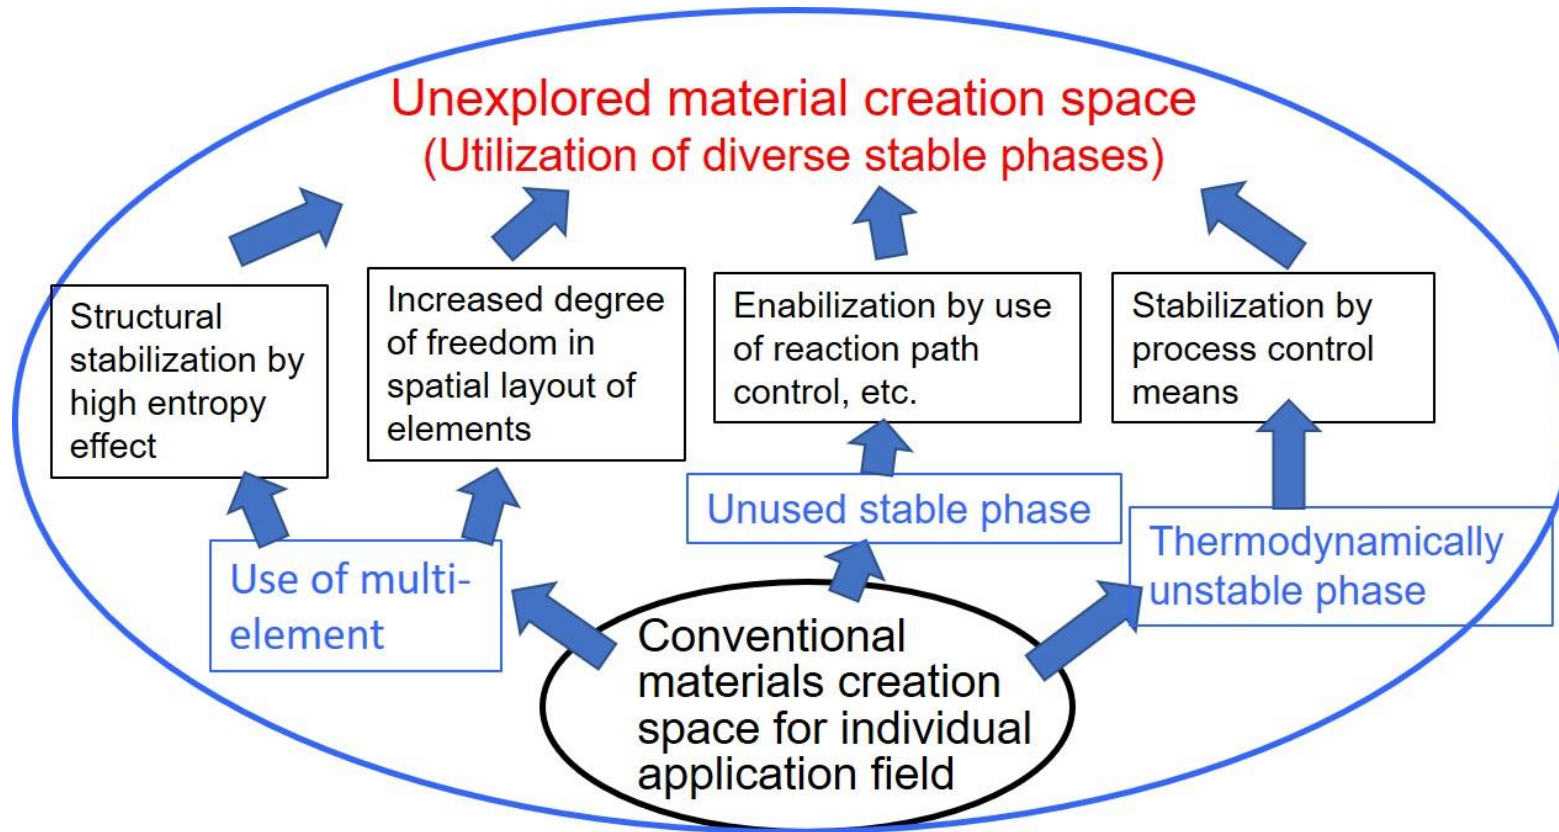 Unexplored material creation space
(Utilization of diverse stable phases)
Structural
stabilization by
high entropy
effect
Increased degree
of freedom in
spatial layout of
elements
Enabilization by use
of reaction path
control, etc.
Stabilization by
process control
means
Use of multi-
element
Unused stable phase
Thermodynamically
unstable phase
Conventional
materials creation
space for individual
application field